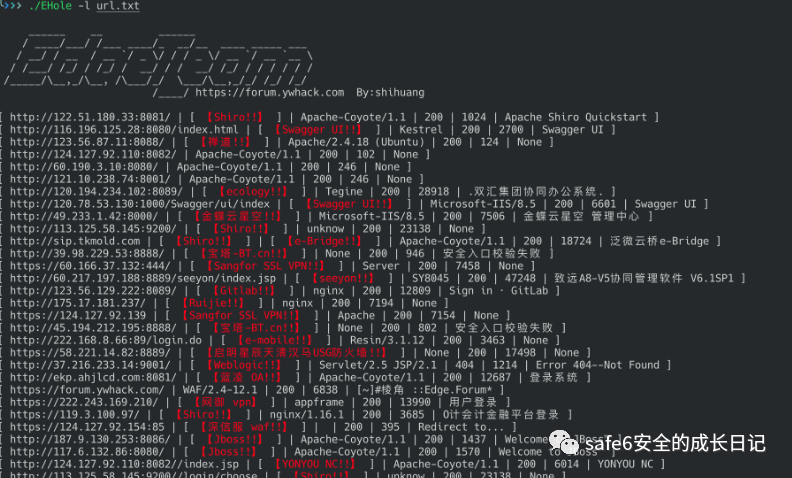 >>> ./EHole -l url.txt
EdgeTeam
https://forum.ywhack.com By:shihuang
[ http://122.51.180.33:8081/ | [ 【Shiro!!】 ] | Apache-Coyote/1.1 | 200 | 1024 | Apache Shiro Quickstart ]
[ http://116.196.125.28:8080/index.html | [ 【Swagger UI!!】 ] | Kestrel | 200 | 2700 | Swagger UI ]
[ http://123.56.87.11:8088/ | [ 【禅道!!】 ] | Apache/2.4.18 (Ubuntu) | 200 | 124 | None ]
[ http://124.127.92.110:8082/ | Apache-Coyote/1.1 | 200 | 102 | None ]
[ http://60.190.3.10:8080/ | Apache-Coyote/1.1 | 200 | 246 | None ]
[ http://121.10.238.74:8001/ | Apache-Coyote/1.1 | 200 | 246 | None ]
[ http://120.194.234.102:8089/ | [ 【ecology!!】 ] | Tegine | 200 | 28918 | .双汇集团协同办公系统. ]
[ http://120.78.53.130:1000/Swagger/ui/index | [ 【Swagger UI!!】 ] | Microsoft-IIS/8.5 | 200 | 6601 | Swagger UI ]
[ http://49.233.1.42:8000/ | [ 【金蝶云星空!!】 ] | Microsoft-IIS/8.5 | 200 | 7506 | 金蝶云星空 管理中心 ]
[ http://113.125.58.145:9200/ | [ 【Shiro!!】 ] | unknow | 200 | 23138 | None ]
[ http://sip.tkmold.com | [ 【Shiro!!】 ] | [ 【e-Bridge!!】 ] | Apache-Coyote/1.1 | 200 | 18724 | 泛微云桥e-Bridge ]
[ http://39.98.229.53:8888/ | [ 【宝塔-BT.cn!!】 ] | None | 200 | 946 | 安全入口校验失败 ]
[ https://60.166.37.132:444/ | [ 【Sangfor SSL VPN!!】 ] | Server | 200 | 7458 | None ]
[ http://60.217.197.188:8889/seeyon/index.jsp | [ 【seeyon!!】 ] | SY8045 | 200 | 47248 | 致远A8-V5协同管理软件 V6.1SP1 ]
[ http://123.56.129.222:8089/ | [ 【Gitlab!!】 ] | nginx | 200 | 12809 | Sign in · GitLab ]
[ http://175.17.181.237/ | [ 【Ruijie!!】 ] | nginx | 200 | 7194 | None ]
[ https://124.127.92.139 | [ 【Sangfor SSL VPN!!】 ] | Apache | 200 | 7154 | None ]
[ http://45.194.212.195:8888/ | [ 【宝塔-BT.cn!!】 ] | None | 200 | 802 | 安全入口校验失败 ]
[ http://222.168.8.66:89/login.do | [ 【e-mobile!!】 ] | Resin/3.1.12 | 200 | 3463 | None ]
[ https://58.221.14.82:8889/ | [ 【启明星辰天清汉马USG防火墙!!】 ] | None | 200 | 17498 | None ]
[ http://37.216.233.14:9001/ | [ 【Weblogic!!】 ] | Servlet/2.5 JSP/2.1 | 404 | 1214 | Error 404--Not Found ]
[ http://ekp.ahjlcd.com:8081/ | [ 【蓝凌 OA!!】 ] | Apache-Coyote/1.1 | 200 | 12687 | 登录系统 ]
[ https://forum.ywhack.com/ | WAF/2.4-12.1 | 200 | 6838 | [~]#棱角 ::Edge.Forum* ]
[ https://222.243.169.210/ | [ 【网御 vpn】 ] | appframe | 200 | 13990 | 用户登录 ]
[ https://119.3.100.97/ | [ 【Shiro!!】 ] | nginx/1.16.1 | 200 | 3685 | O计会计金融平台登录 ]
[ https://124.127.92.154:85 | [ 【深信服 waf!!】 ] | | 200 | 395 | Redirect to... ]
[ http://187.9.130.253:8086/ | [ 【Jboss!!】 ] | Apache-Coyote/1.1 | 200 | 1437 | Welcome to JBoss
[ http://117.6.132.86:8080/ | [ 【Jboss!!】 ] | Apache-Coyote/1.1 | 200 | 1570 | Welcome to JBoss
[ http://124.127.92.110:8082//index.jsp | [ 【YONYOU NC!!】 ] | Apache-Coyote/1.1 | 200 | 6014 | YONYOU NC ]
[ http://113.125.58.145:9200//login/choose | [ 【Shiro!!】 ] | unknow | 200 | 23138 | None ]
safe6安全的成长日记